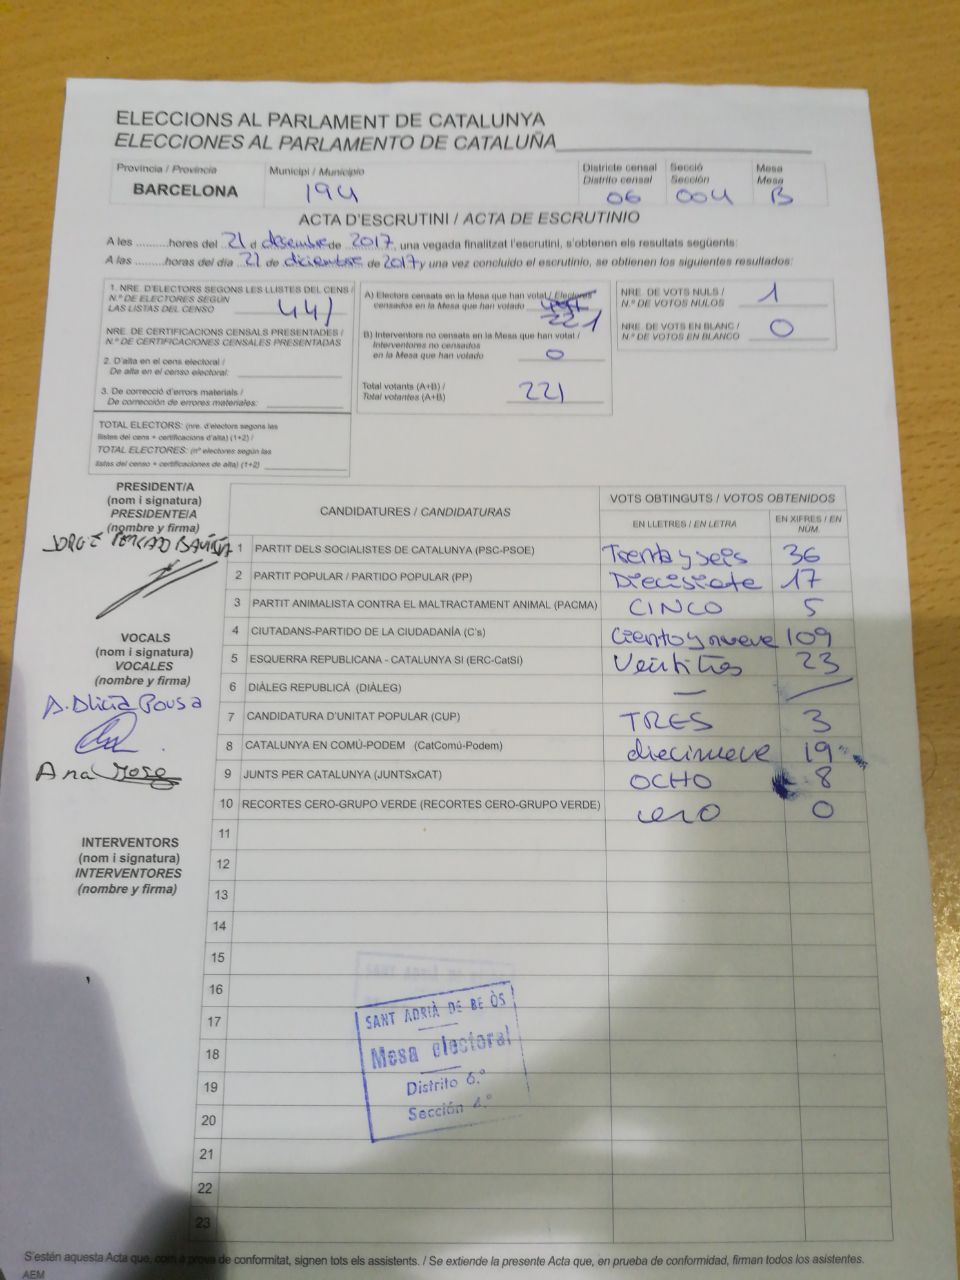 ELECCIONS AL PARLAMENT DE CATALUNYA
ELECCIONES AL PARLAMENTO DE CATALUÑA
Província / Provincia
BARCELONA
Municipi / Municipio
194
Districte censal
Distrito censal
06
Secció
Sección
004
Mesa
Mesa
B
ACTA D'ESCRUTINI / ACTA DE ESCRUTINIO
A les .........hores del 21 d desembre de 2017, una vegada finalitzat l'escrutini, s'obtenen els resultats següents:
A las .........horas del día 21 de diciembre de 2017 y una vez concluido el escrutinio, se obtienen los siguientes resultados:
1. NRE. D'ELECTORS SEGONS LES LLISTES DEL CENS /
N.º DE ELECTORES SEGÚN
LAS LISTAS DEL CENSO 441
NRE. DE CERTIFICACIONS CENSALS PRESENTADES /
N.º DE CERTIFICACIONES CENSALES PRESENTADAS
2. D'alta en el cens electoral /
De alta en el censo electoral:
3. De correcció d'errors materials /
De corrección de errores materiales:
TOTAL ELECTORS: (nre. d'electors segons les
llistes del cens + certificacions d'alta) (1+2) /
TOTAL ELECTORES: (nº electores según las
listas del censo + certificaciones de alta) (1+2)
A) Electors censats en la Mesa que han votat / Electores
censados en la Mesa que han votado
221
B) Interventors no censats en la Mesa que han votat /
Interventores no censados
en la Mesa que han votado 0
Total votants (A+B) /
Total votantes (A+B) 221
NRE. DE VOTS NULS /
N.º DE VOTOS NULOS 1
NRE. DE VOTS EN BLANC /
N.º DE VOTOS EN BLANCO 0
PRESIDENT/A
(nom i signatura)
PRESIDENTE/A
(nombre y firma)
JORGE
VOCALS
(nom i signatura)
VOCALES
(nombre y firma)
A. Alicia Pousa
Ana
INTERVENTORS
(nom i signatura)
INTERVENTORES
(nombre y firma)
CANDIDATURES / CANDIDATURAS
VOTS OBTINGUTS / VOTOS OBTENIDOS
EN LLETRES / EN LETRA
EN XIFRES / EN NÚM.
1 PARTIT DELS SOCIALISTES DE CATALUNYA (PSC-PSOE) Trenta y seis 36
2 PARTIT POPULAR / PARTIDO POPULAR (PP) Diecisiete 17
3 PARTIT ANIMALISTA CONTRA EL MALTRACTAMENT ANIMAL (PACMA) CINCO 5
4 CIUTADANS-PARTIDO DE LA CIUDADANÍA (C's) Ciento y nueve 109
5 ESQUERRA REPUBLICANA - CATALUNYA SI (ERC-CatSí) Veintitres 23
6 DIÀLEG REPUBLICÀ (DIÀLEG) —
7 CANDIDATURA D'UNITAT POPULAR (CUP) TRES 3
8 CATALUNYA EN COMÚ-PODEM (CatComú-Podem) diecinueve 19
9 JUNTS PER CATALUNYA (JUNTSxCAT) OCHO 8
10 RECORTES CERO-GRUPO VERDE (RECORTES CERO-GRUPO VERDE) cero 0
11
12
13
14
15
16
17
18
19
20
21
22
23
SANT ADRIÀ DE BESÒS
Mesa electoral
Distrito 6.º
Sección 4.º
S'estén aquesta Acta que, com a prova de conformitat, signen tots els assistents. / Se extiende la presente Acta que, en prueba de conformidad, firman todos los asistentes.
AEM